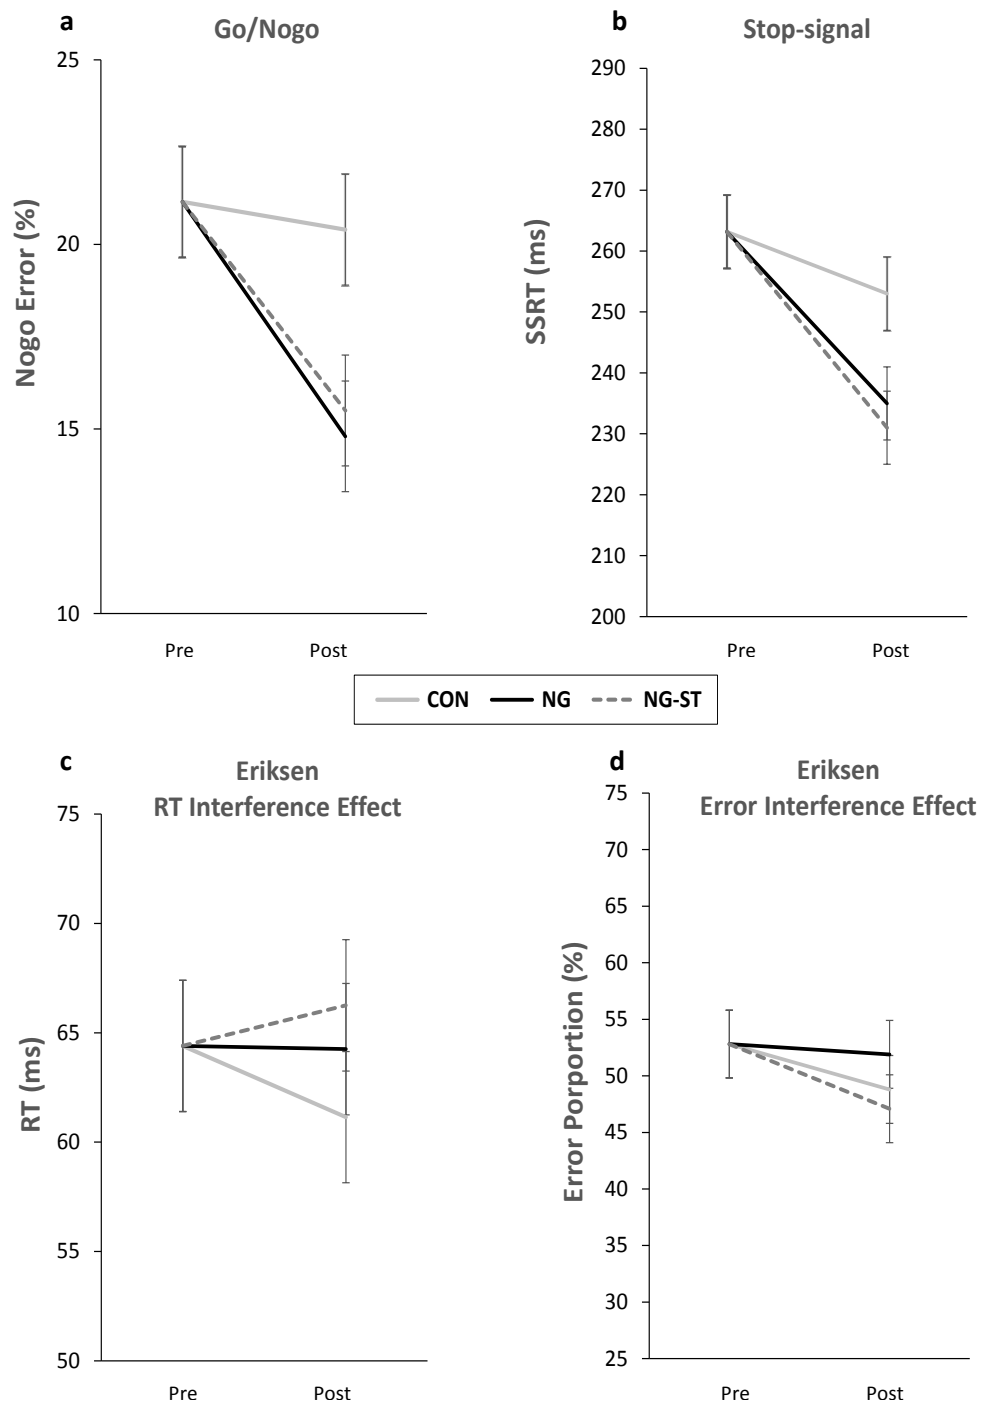 a
Go/Nogo
25
20
15
10
Nogo Error (%)
Pre
Post
b
Stop-signal
290
280
270
260
250
240
230
220
210
200
SSRT (ms)
Pre
Post
CON NG NG-ST
c
Eriksen
RT Interference Effect
75
70
65
60
55
50
RT (ms)
Pre
Post
d
Eriksen
Error Interference Effect
75
70
65
60
55
50
45
40
35
30
25
Error Porportion (%)
Pre
Post